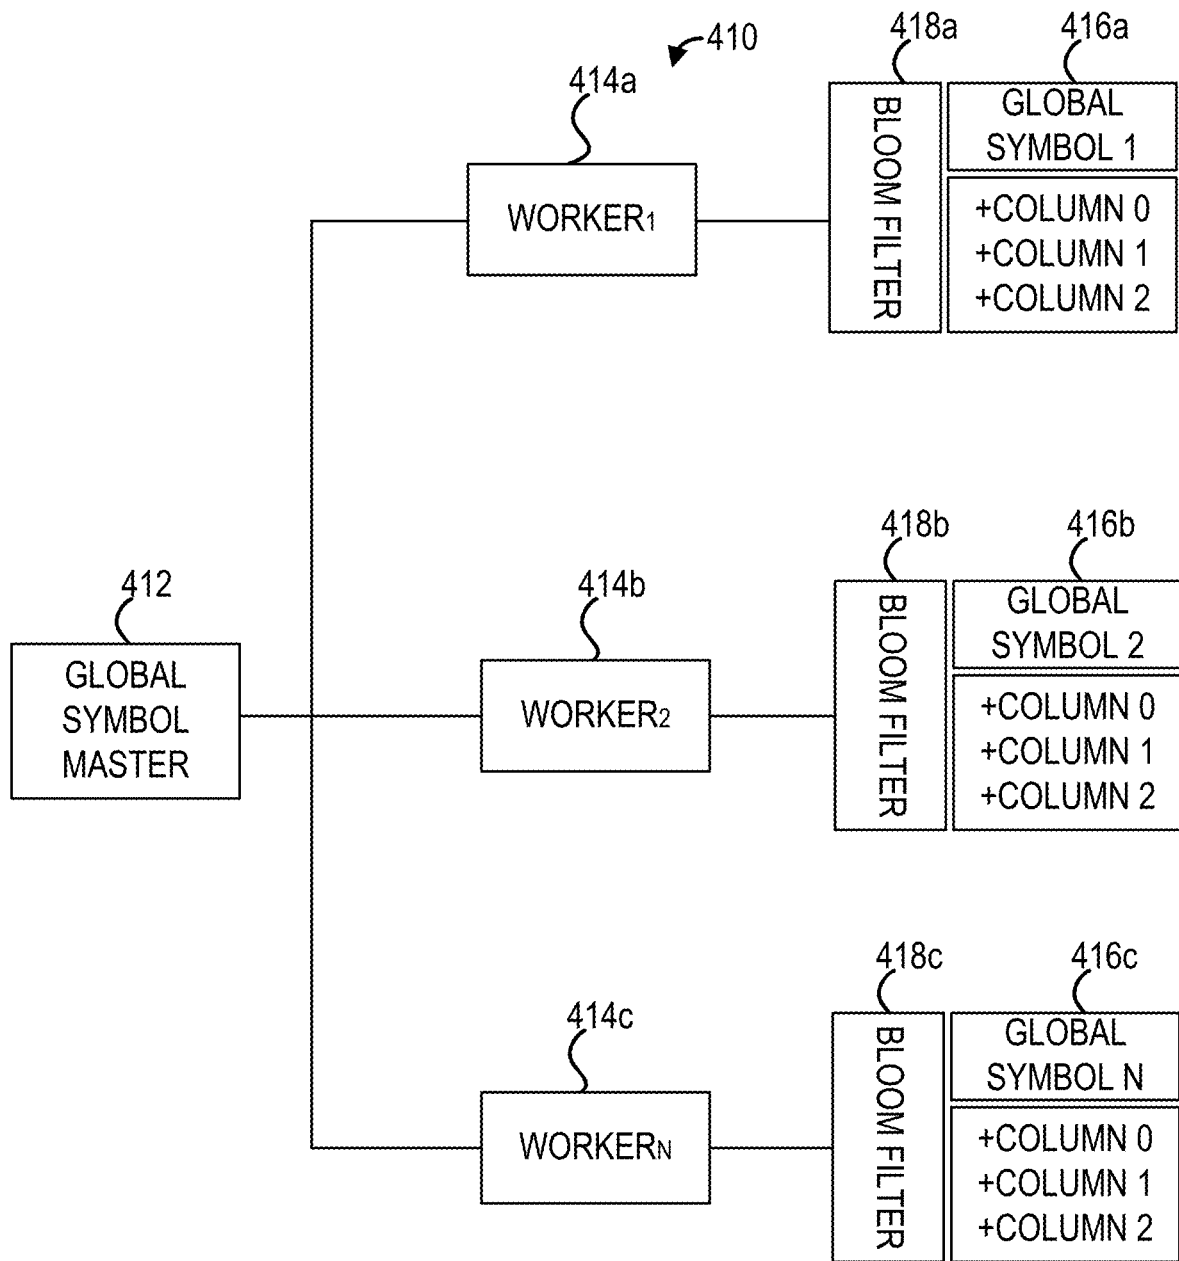 410
418a
416a
414a
BLOOM FILTER
GLOBAL
SYMBOL 1
WORKER1
+COLUMN 0
+COLUMN 1
+COLUMN 2
418b
416b
412
414b
BLOOM FILTER
GLOBAL
SYMBOL 2
GLOBAL
SYMBOL
MASTER
WORKER2
+COLUMN 0
+COLUMN 1
+COLUMN 2
418c
416c
414c
BLOOM FILTER
GLOBAL
SYMBOL N
WORKERN
+COLUMN 0
+COLUMN 1
+COLUMN 2